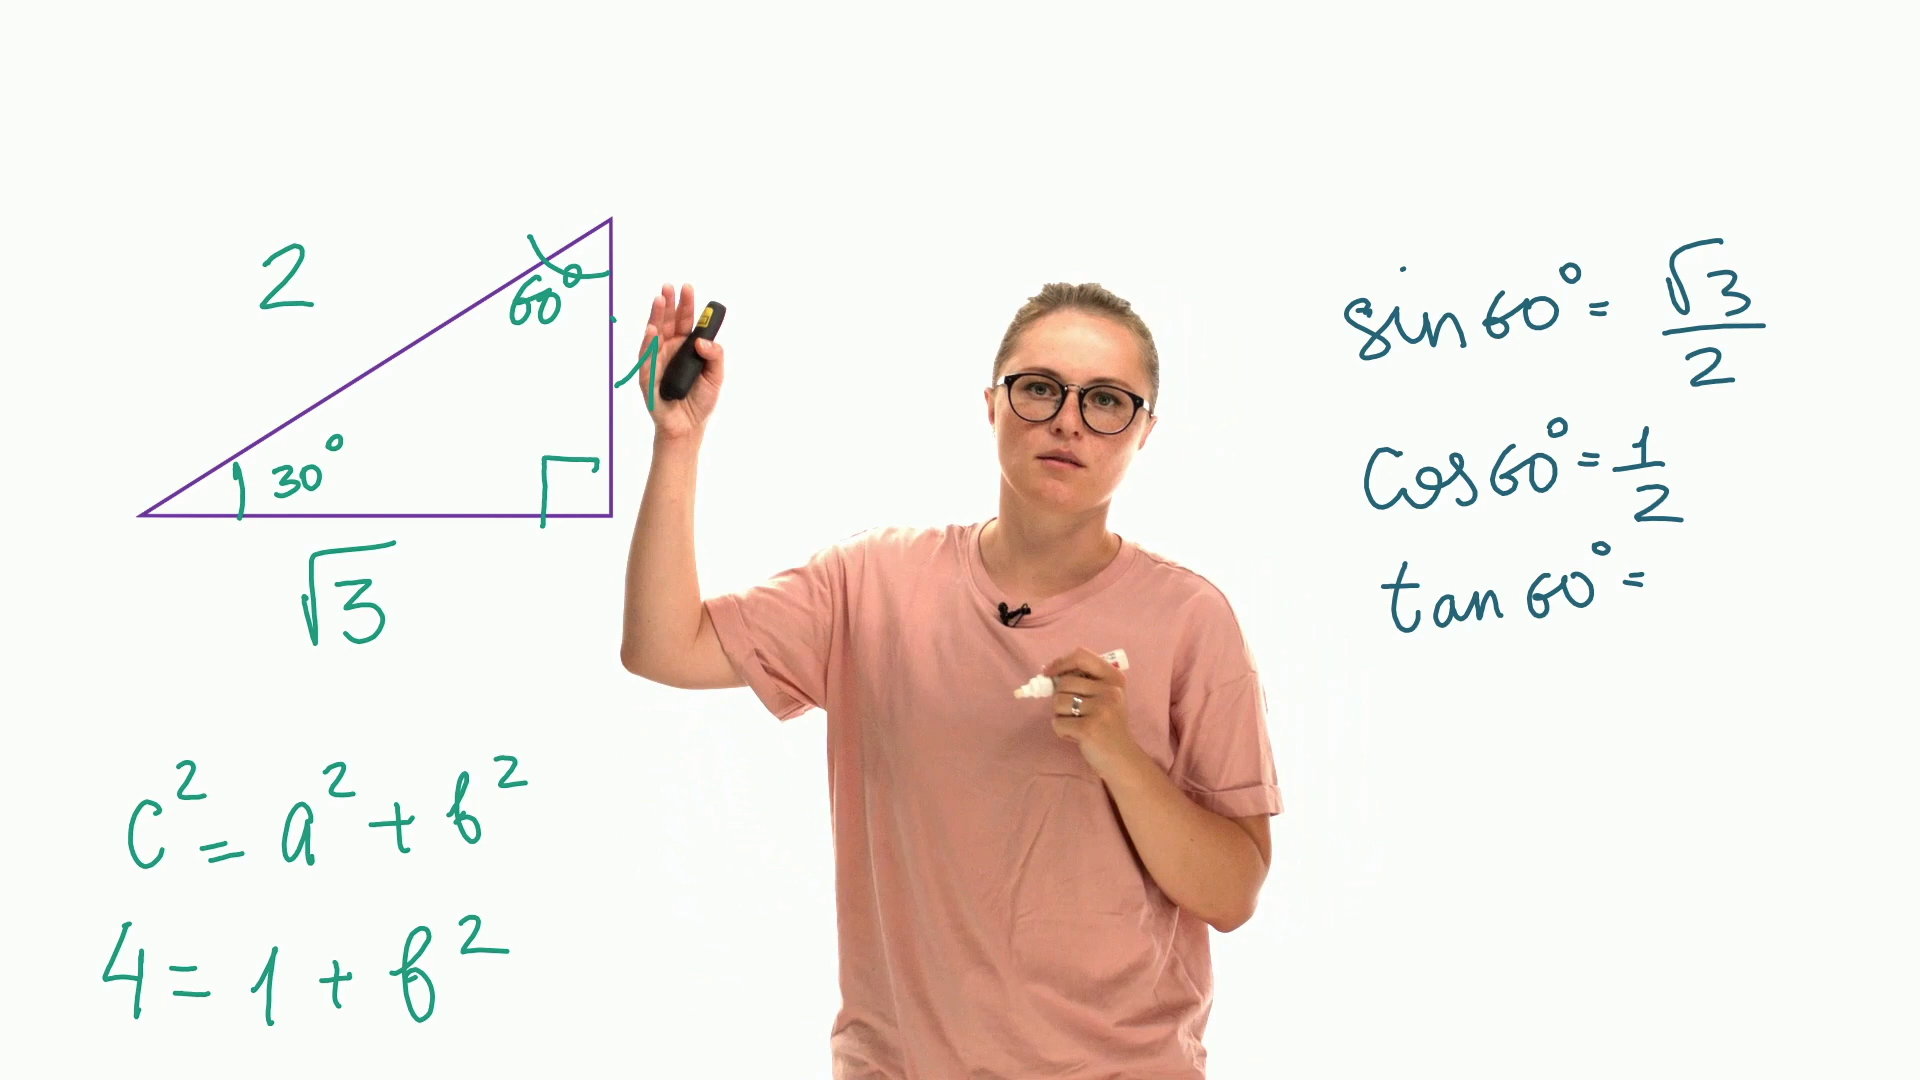 2
60°
1
30°
√3
c² = a² + b²
4 = 1 + b²
sin 60° = √3/2
cos 60° = 1/2
tan 60° =